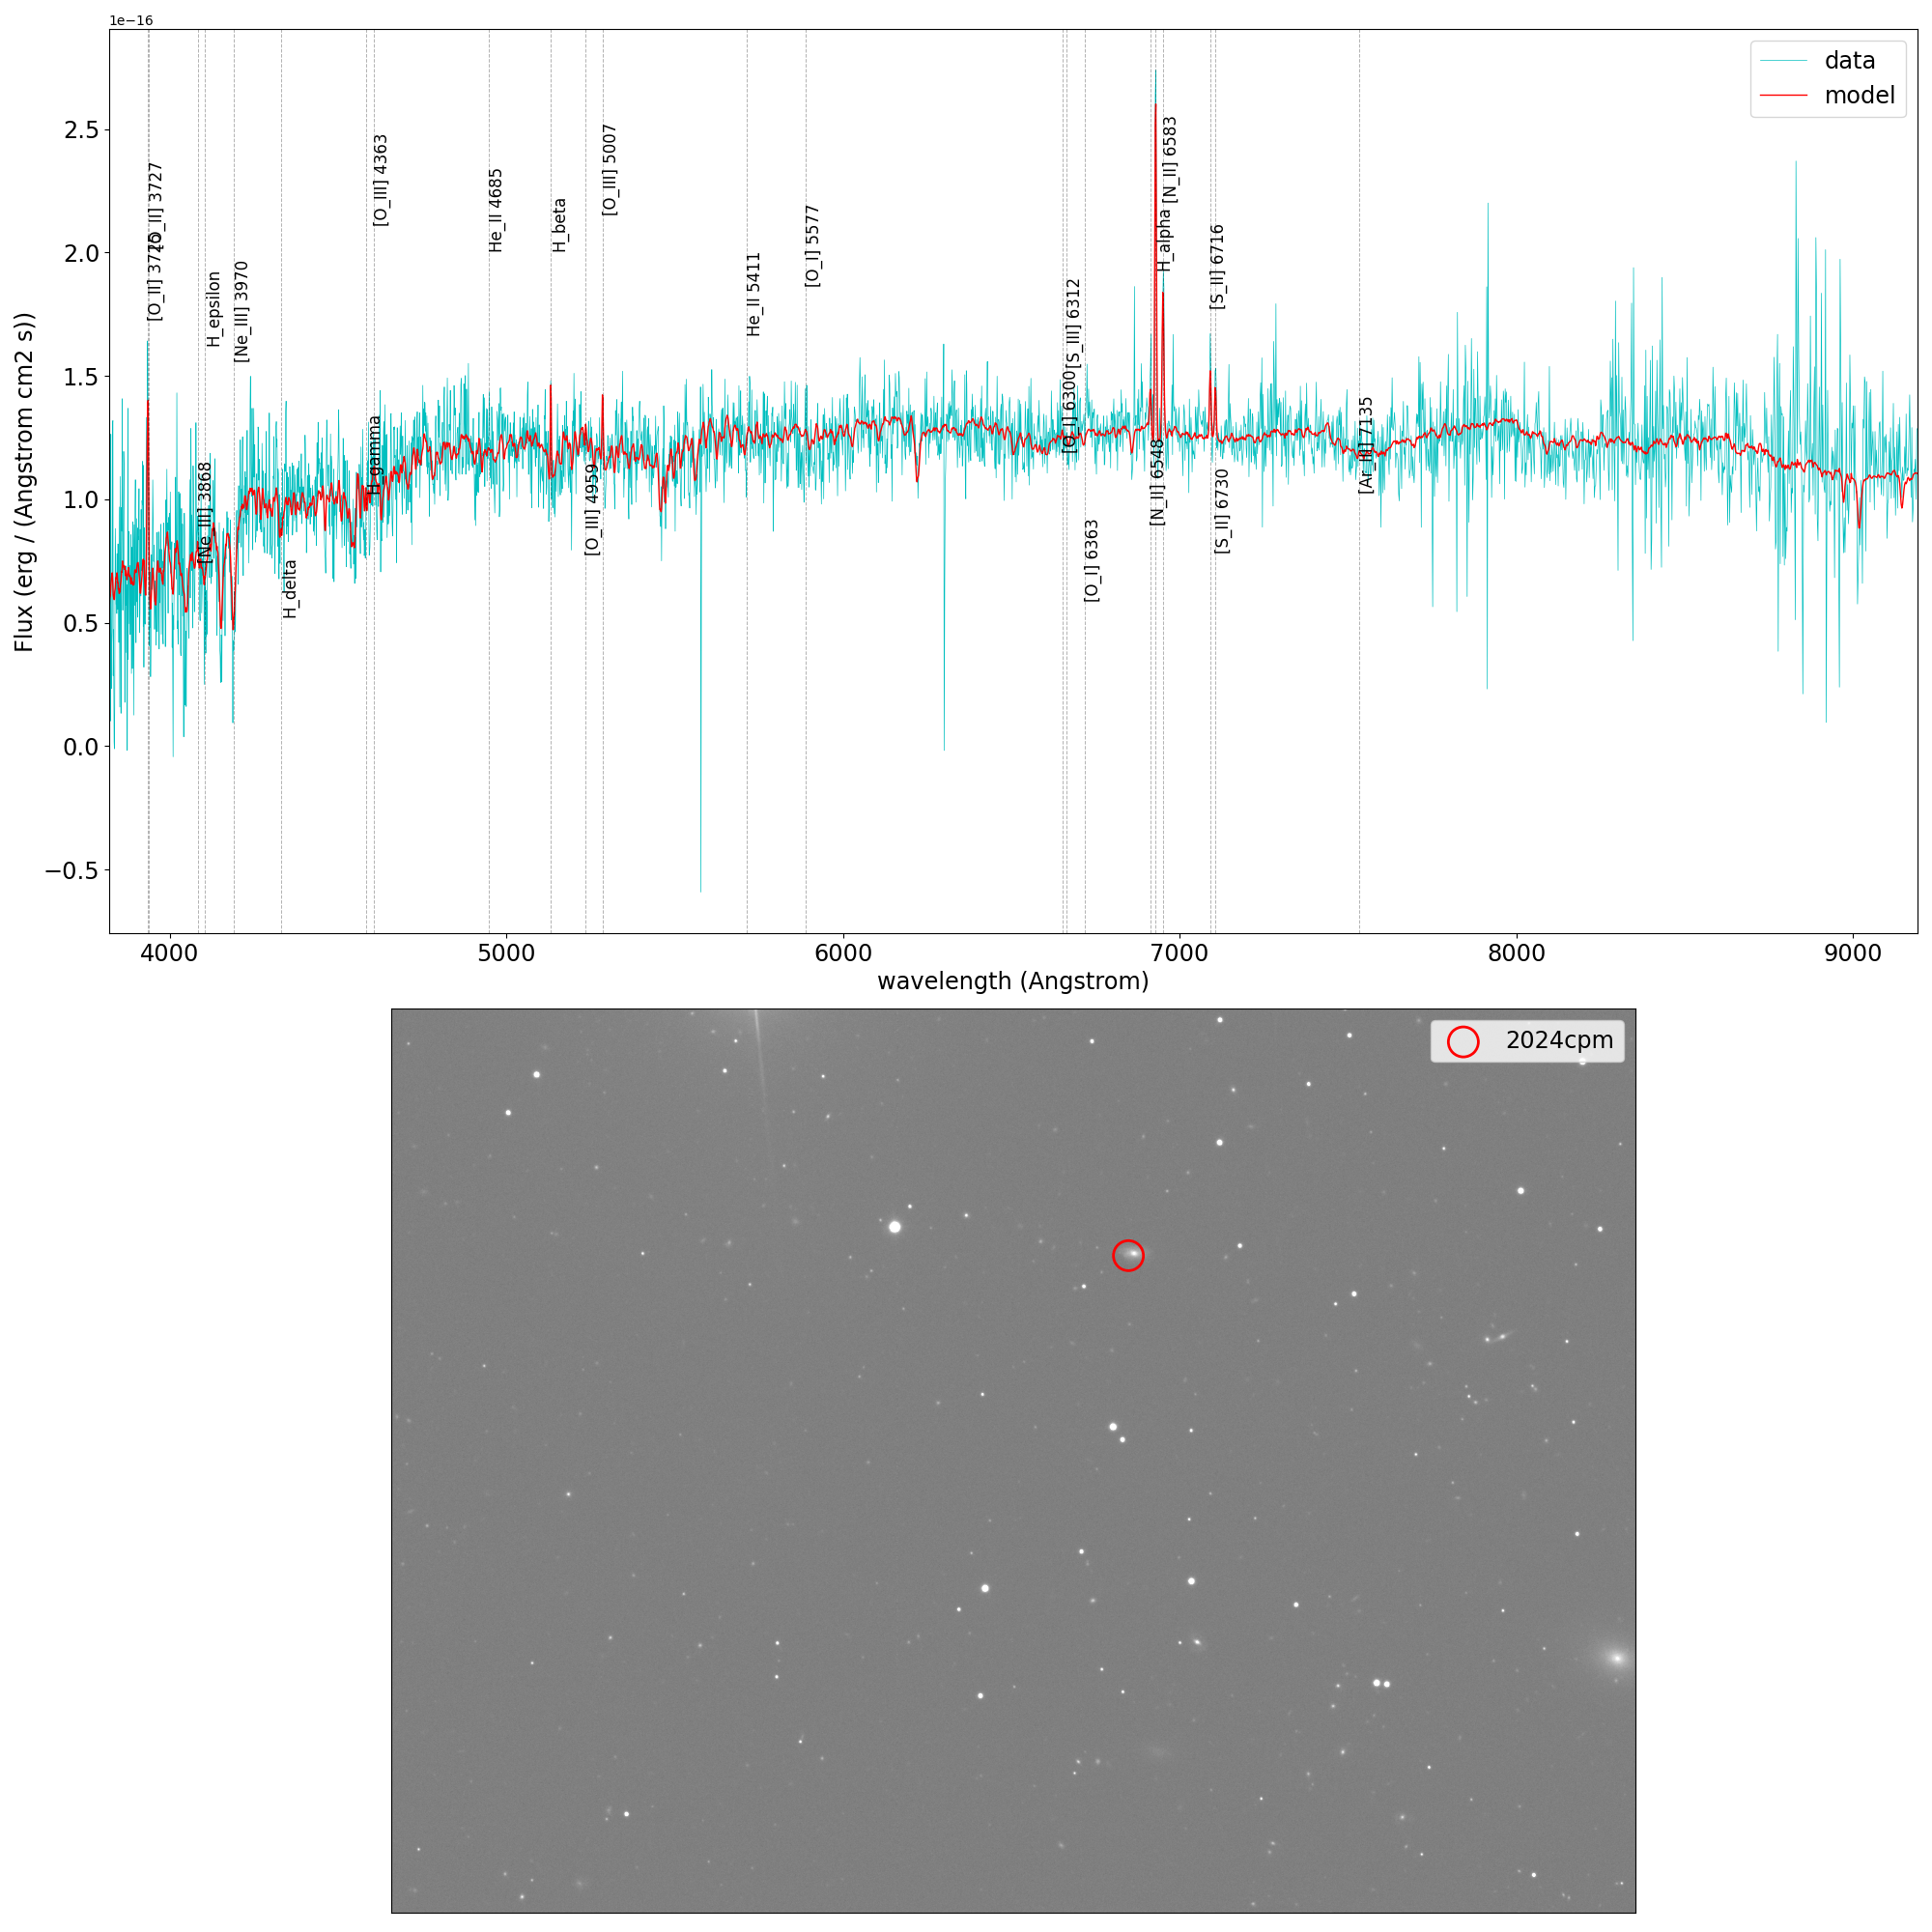 1e−16
data
model
2.5
2.0
1.5
1.0
0.5
0.0
−0.5
Flux (erg / (Angstrom cm2 s))
[O_II] 3725
[O_II] 3727
[Ne_III] 3868
H_epsilon
[Ne_III] 3970
H_delta
H_gamma
[O_III] 4363
He_II 4685
H_beta
[O_III] 4959
[O_III] 5007
He_II 5411
[O_I] 5577
[O_I] 6300
[S_III] 6312
[O_I] 6363
[N_II] 6548
H_alpha
[N_II] 6583
[S_II] 6716
[S_II] 6730
[Ar_III] 7135
4000 5000 6000 7000 8000 9000
wavelength (Angstrom)
2024cpm